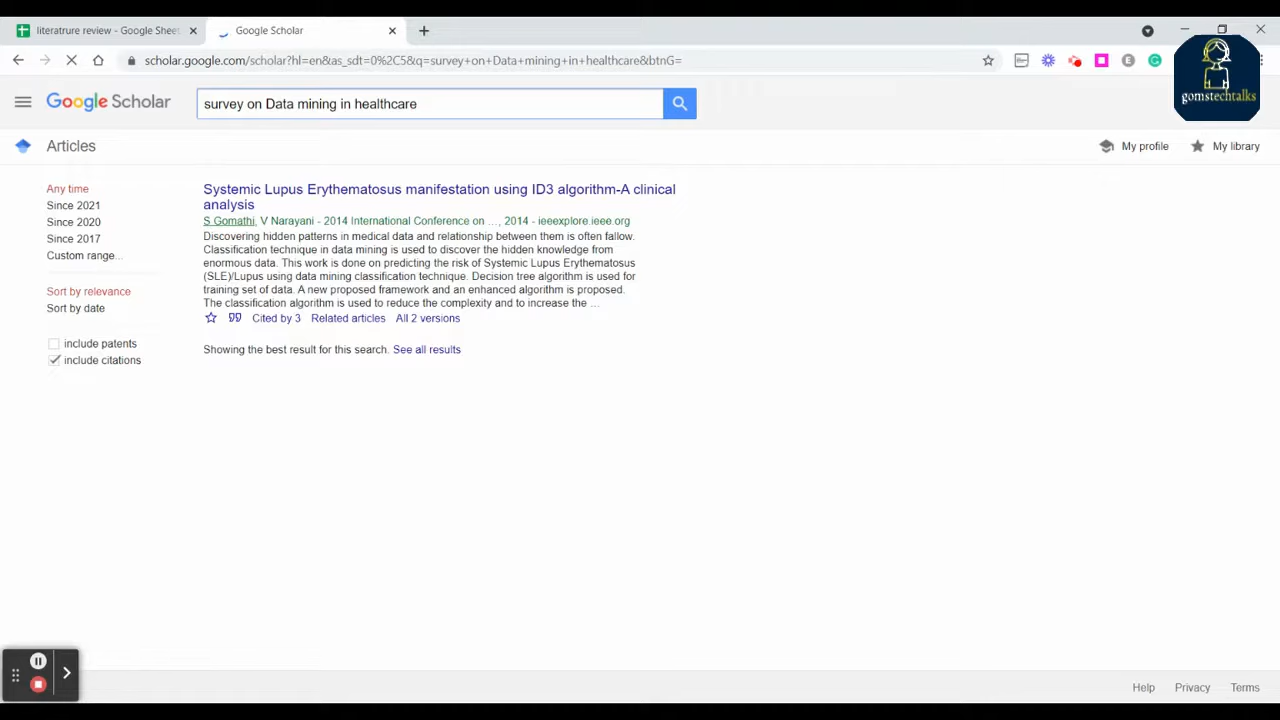 literatrure review - Google Sheet
Google Scholar
scholar.google.com/scholar?hl=en&as_sdt=0%2C5&q=survey+on+Data+mining+in+healthcare&btnG=
gomstechtalks
Google Scholar
survey on Data mining in healthcare
Articles
My profile
My library
Any time
Since 2021
Since 2020
Since 2017
Custom range...
Sort by relevance
Sort by date
include patents
include citations
Systemic Lupus Erythematosus manifestation using ID3 algorithm-A clinical
analysis
S Gomathi, V Narayani - 2014 International Conference on …, 2014 - ieeexplore.ieee.org
Discovering hidden patterns in medical data and relationship between them is often fallow.
Classification technique in data mining is used to discover the hidden knowledge from
enormous data. This work is done on predicting the risk of Systemic Lupus Erythematosus
(SLE)/Lupus using data mining classification technique. Decision tree algorithm is used for
training set of data. A new proposed framework and an enhanced algorithm is proposed.
The classification algorithm is used to reduce the complexity and to increase the …
Cited by 3 Related articles All 2 versions
Showing the best result for this search. See all results
Help Privacy Terms